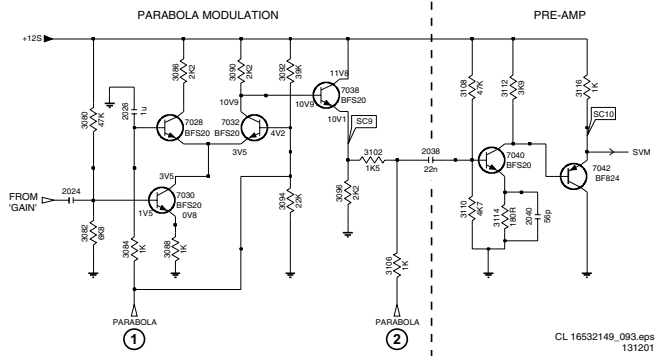 PARABOLA MODULATION
PRE-AMP
+12S
3086
2K2
3090
2K2
3092
39K
11V8
7038
BFS20
3108
47K
3112
3K9
3116
1K
2026
1u
10V9
10V9
3080
47K
7028
BFS20
7032
BFS20
4V2
10V1
SC9
SC10
3V5
3102
1K5
2038
22n
7040
BFS20
SVM
7042
BF824
FROM
'GAIN'
2024
3V5
7030
BFS20
1V5
0V8
3094
22K
3096
2K2
3110
4K7
3114
180R
2040
56p
3082
6K8
3084
1K
3088
1K
3106
1K
PARABOLA
1
PARABOLA
2
CL 16532149_093.eps
131201